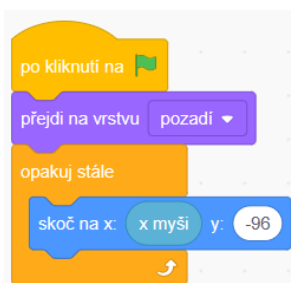 po kliknutí na
přejdi na vrstvu pozadí
opakuj stále
skoč na x: x myši y: -96